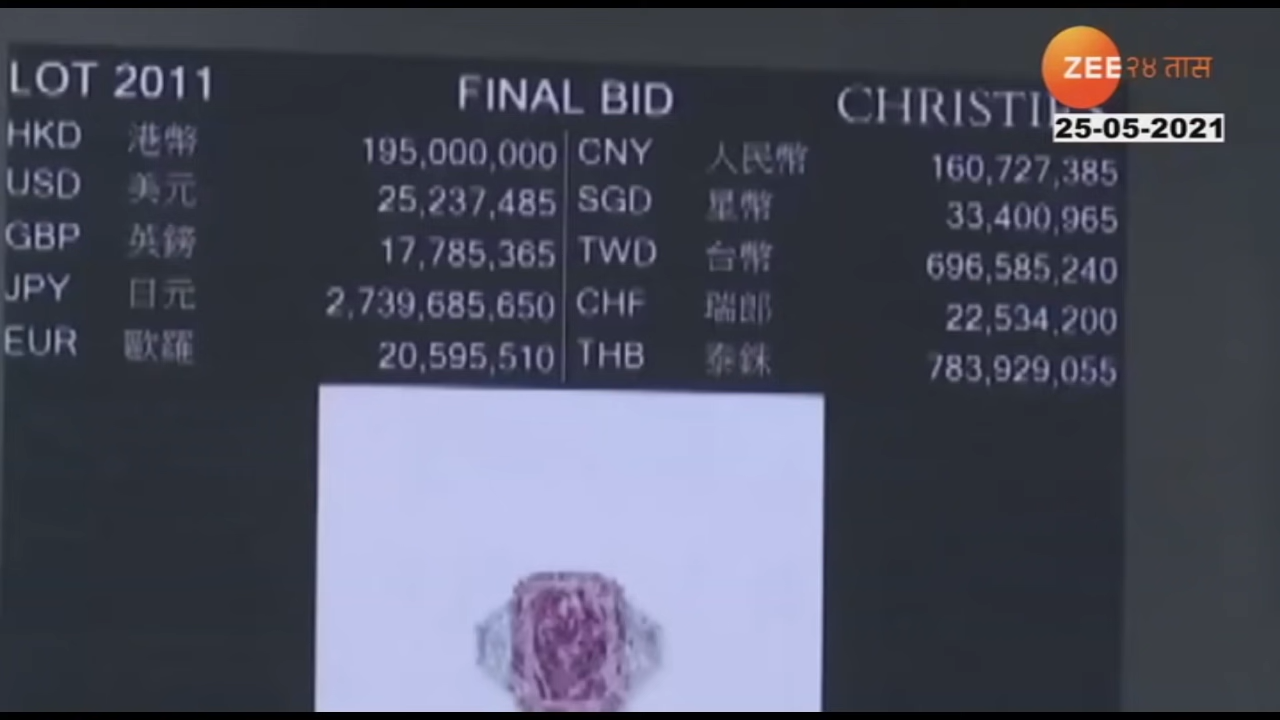 ZEE २४ तास
25-05-2021
LOT 2011 FINAL BID CHRISTIE'S
HKD 港幣 195,000,000 CNY 人民幣 160,727,385
USD 美元 25,237,485 SGD 星幣 33,400,965
GBP 英鎊 17,785,365 TWD 台幣 696,585,240
JPY 日元 2,739,685,650 CHF 瑞郎 22,534,200
EUR 歐羅 20,595,510 THB 泰銖 783,929,055